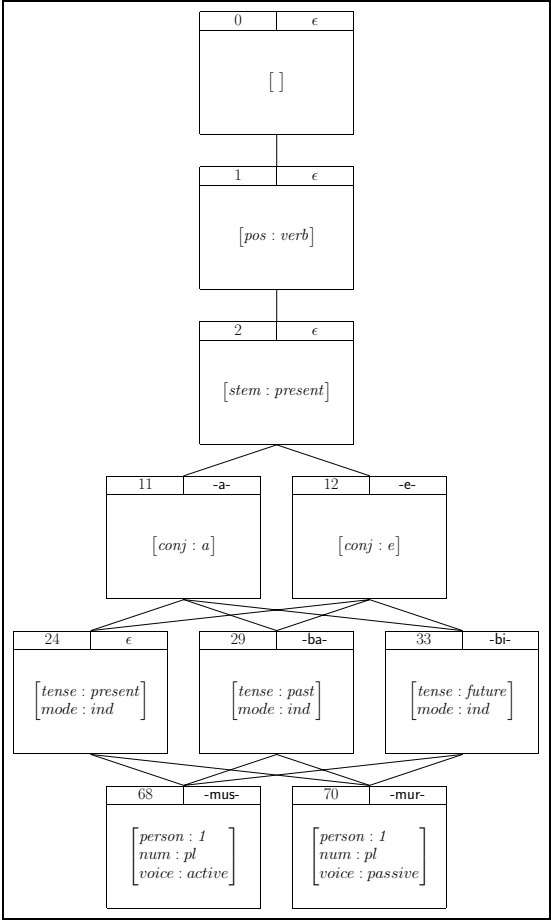 0 ϵ
[ ]
1 ϵ
[pos : verb]
2 ϵ
[stem : present]
11 -a- 12 -e-
[conj : a] [conj : e]
24 ϵ 29 -ba- 33 -bi-
[tense : present] [tense : past] [tense : future]
[mode : ind] [mode : ind] [mode : ind]
68 -mus- 70 -mur-
[person : 1] [person : 1]
[num : pl] [num : pl]
[voice : active] [voice : passive]